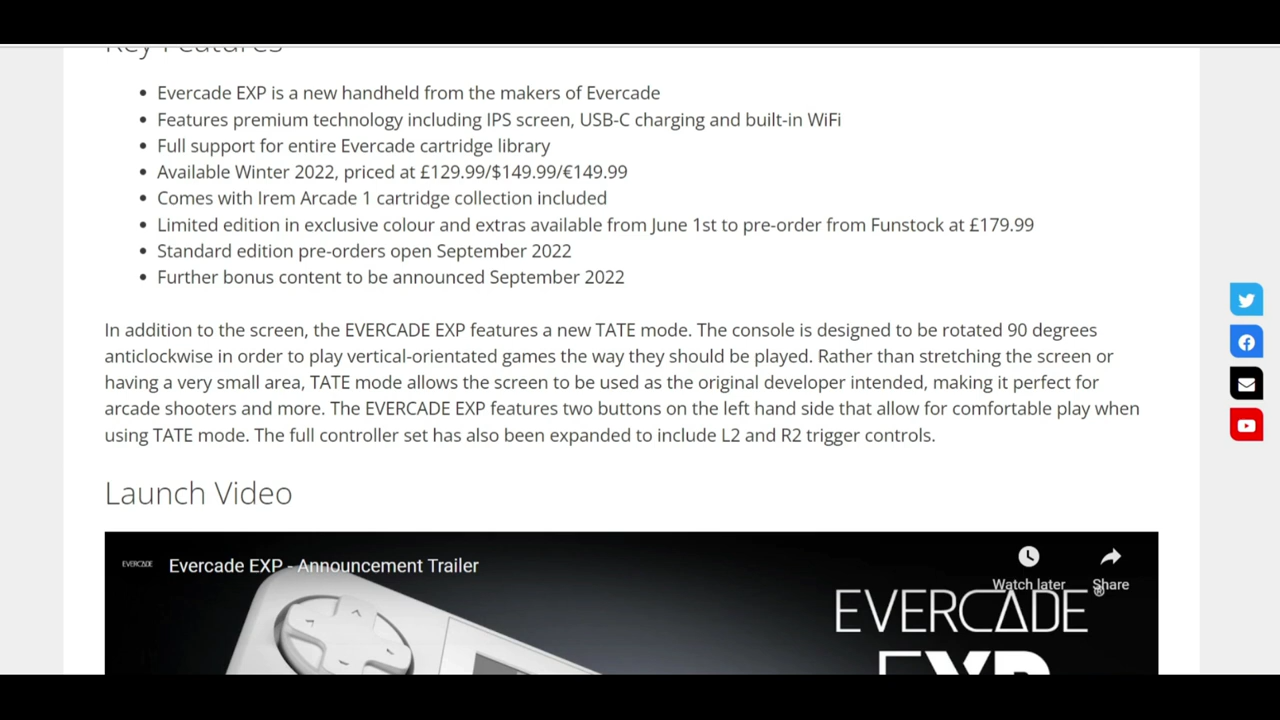 Key Features
Evercade EXP is a new handheld from the makers of Evercade
Features premium technology including IPS screen, USB-C charging and built-in WiFi
Full support for entire Evercade cartridge library
Available Winter 2022, priced at £129.99/$149.99/€149.99
Comes with Irem Arcade 1 cartridge collection included
Limited edition in exclusive colour and extras available from June 1st to pre-order from Funstock at £179.99
Standard edition pre-orders open September 2022
Further bonus content to be announced September 2022
In addition to the screen, the EVERCADE EXP features a new TATE mode. The console is designed to be rotated 90 degrees
anticlockwise in order to play vertical-orientated games the way they should be played. Rather than stretching the screen or
having a very small area, TATE mode allows the screen to be used as the original developer intended, making it perfect for
arcade shooters and more. The EVERCADE EXP features two buttons on the left hand side that allow for comfortable play when
using TATE mode. The full controller set has also been expanded to include L2 and R2 trigger controls.
Launch Video
EVERCADE
Evercade EXP - Announcement Trailer
Watch later
Share
EVERCADE®
EXP